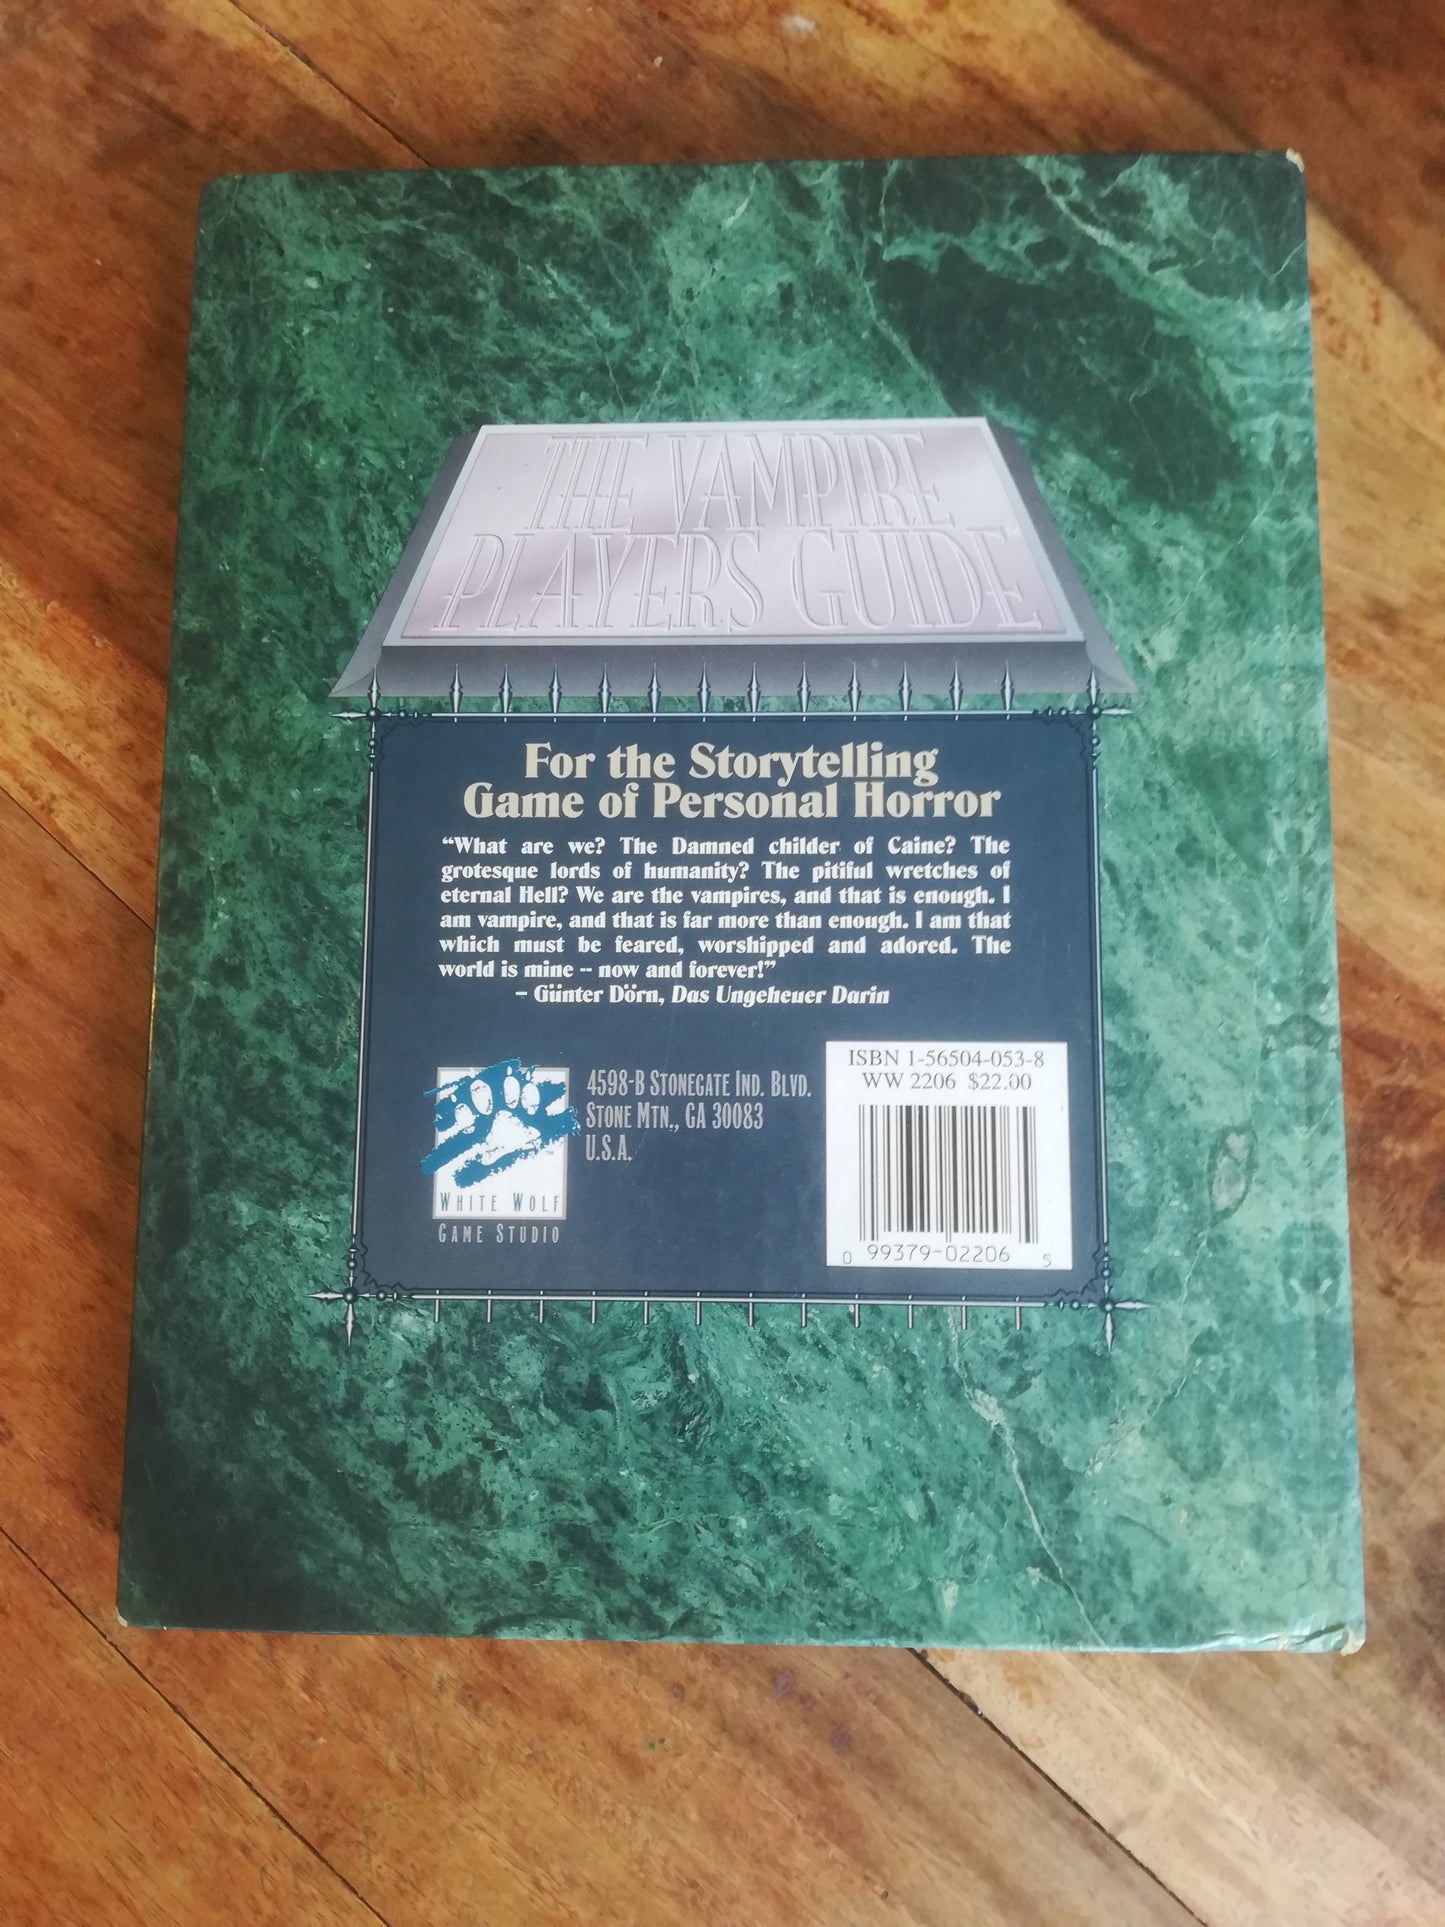 THE VAMPIRE
PLAYERS GUIDE™
For the Storytelling
Game of Personal Horror
“What are we? The Damned childer of Caine? The
grotesque lords of humanity? The pitiful wretches of
eternal Hell? We are the vampires, and that is enough. I
am vampire, and that is far more than enough. I am that
which must be feared, worshipped and adored. The
world is mine -- now and forever!”
– Günter Dörn, Das Ungeheuer Darin
4598-B STONEGATE IND. BLVD.
STONE MTN., GA 30083
U.S.A.
™
WHITE WOLF
GAME STUDIO
ISBN 1-56504-053-8
WW 2206 $22.00
0 99379-02206 5